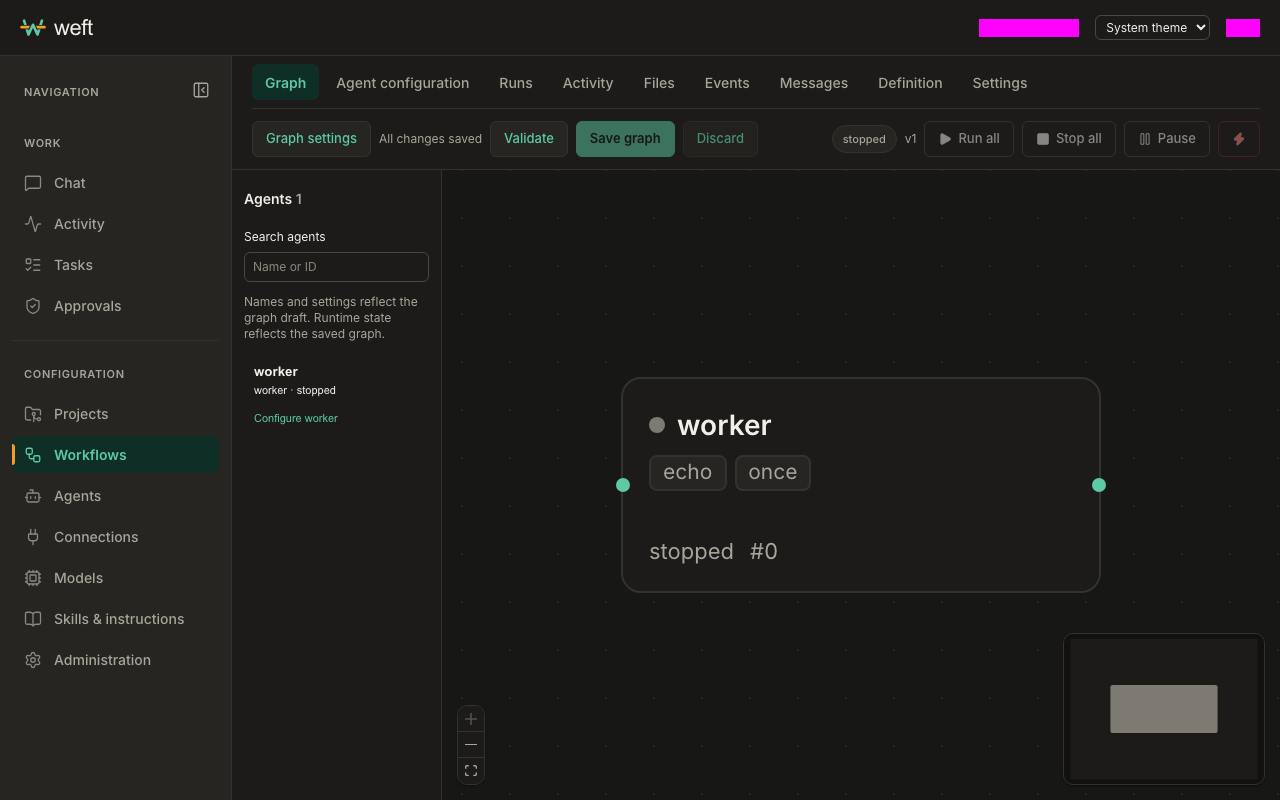 weft
System theme
NAVIGATION
WORK
Chat
Activity
Tasks
Approvals
CONFIGURATION
Projects
Workflows
Agents
Connections
Models
Skills & instructions
Administration
Graph Agent configuration Runs Activity Files Events Messages Definition Settings
Graph settings All changes saved Validate Save graph Discard stopped v1 Run all Stop all Pause
Agents 1
Search agents
Name or ID
Names and settings reflect the
graph draft. Runtime state
reflects the saved graph.
worker
worker · stopped
Configure worker
worker
echo once
stopped #0